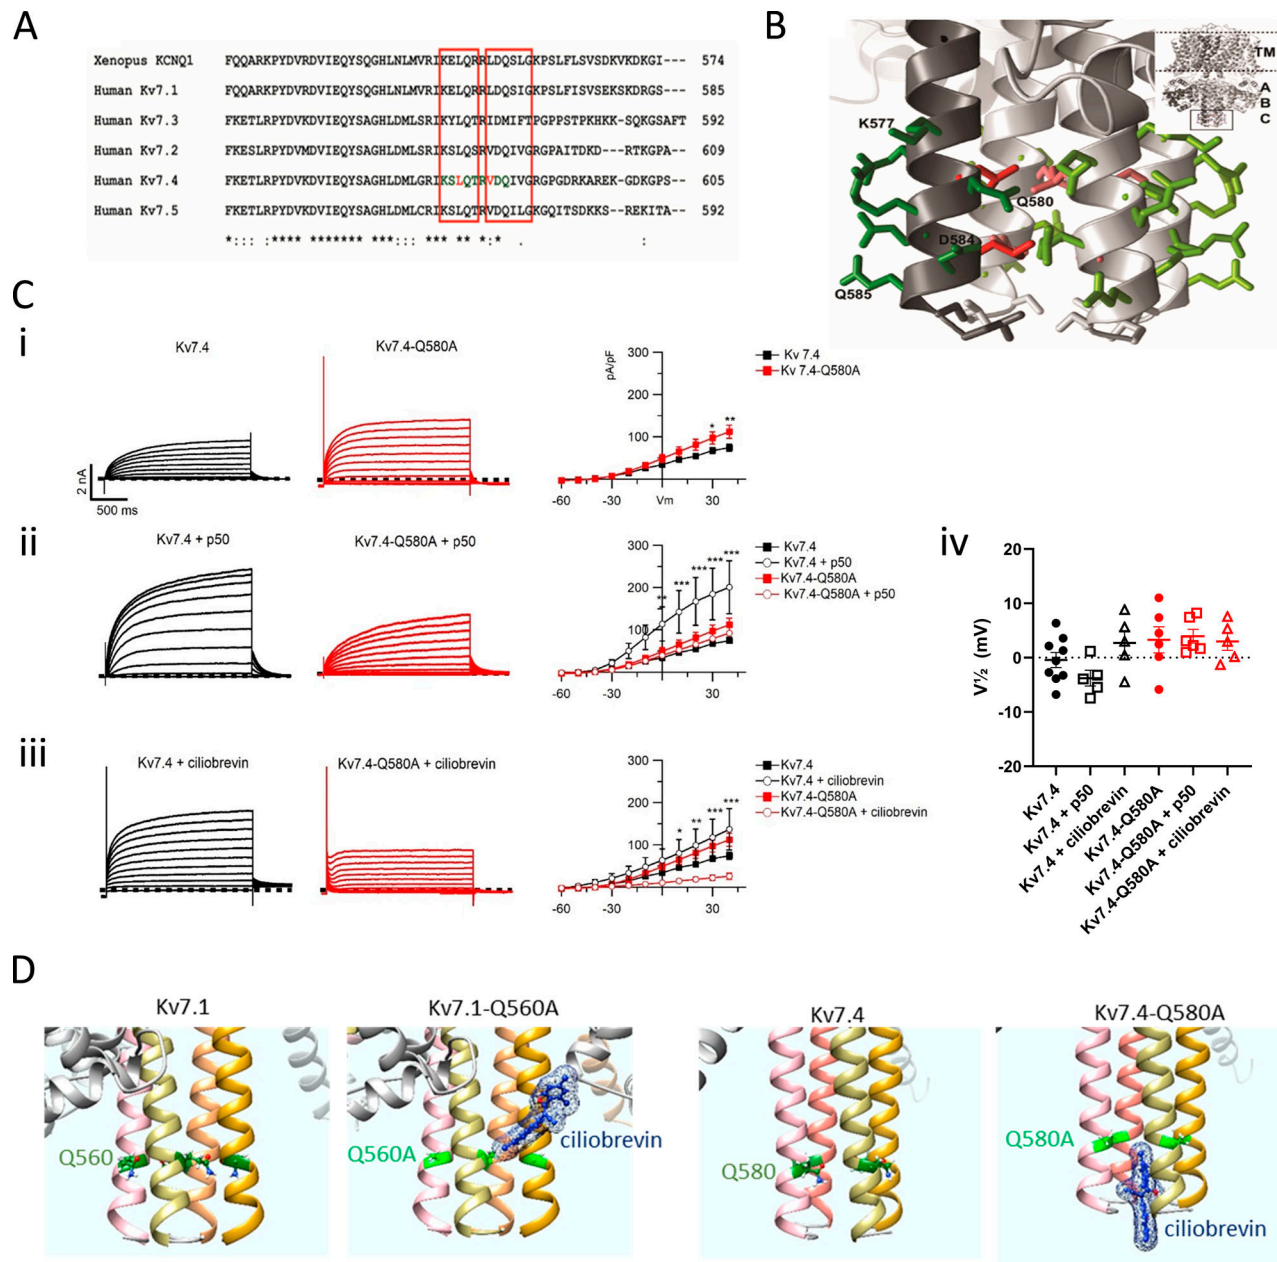 A
Xenopus KCNQ1 FQQARKPYDVRDVIEQYSQGHLNLMVRIKELQRRLDQSLGKPSLFLSVSDKVKDKGI--- 574
Human Kv7.1 FQQARKPYDVRDVIEQYSQGHLNLMVRIKELQRRLDQSIGKPSLFISVSEKSKDRGS--- 585
Human Kv7.3 FKETLRPYDVKDVIEQYSAGHLDMLSRIKYLQTRIDMIFTPGPPSTPKHKK-SQKGSAFT 592
Human Kv7.2 FKESLRPYDVMDVIEQYSAGHLDMLSRIKSLQSRVDQIVGRGPAITDKD---RTKGPA-- 609
Human Kv7.4 FKETLRPYDVKDVIEQYSAGHLDMLGRIKSLQTRVDQIVGRGPGDRKAREK-GDKGPS-- 605
Human Kv7.5 FKETLRPYDVKDVIEQYSAGHLDMLCRIKSLQTRVDQILGKGQITSDKKS--REKITA-- 592
*::: :**** ******* ***::: *** ** *:* . :
B
TM
A
B
C
K577
Q580
D584
Q585
C
i
Kv7.4
Kv7.4-Q580A
2 nA
500 ms
pA/pF
300
200
100
-60
-30
Vm
30
* **
Kv 7.4
Kv 7.4-Q580A
ii
Kv7.4 + p50
Kv7.4-Q580A + p50
300
200
100
-60
-30
30
** *** *** *** ***
Kv7.4
Kv7.4 + p50
Kv7.4-Q580A
Kv7.4-Q580A + p50
iii
Kv7.4 + ciliobrevin
Kv7.4-Q580A + ciliobrevin
300
200
100
-60
-30
30
* ** *** ***
Kv7.4
Kv7.4 + ciliobrevin
Kv7.4-Q580A
Kv7.4-Q580A + ciliobrevin
iv
V½ (mV)
20
10
0
-10
-20
Kv7.4
Kv7.4 + p50
Kv7.4 + ciliobrevin
Kv7.4-Q580A
Kv7.4-Q580A + p50
Kv7.4-Q580A + ciliobrevin
D
Kv7.1
Q560
Kv7.1-Q560A
Q560A
ciliobrevin
Kv7.4
Q580
Kv7.4-Q580A
Q580A
ciliobrevin